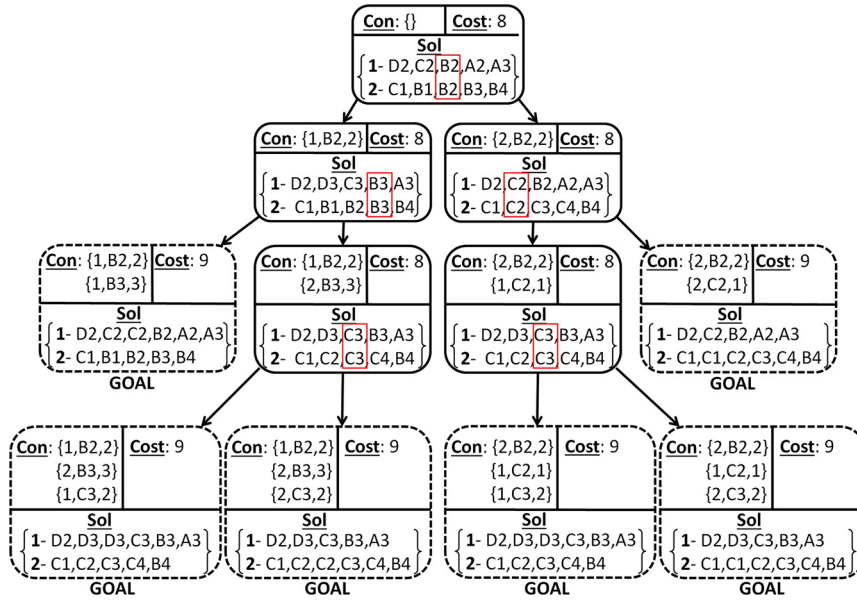 Con: {} Cost: 8
Sol
1- D2,C2,B2,A2,A3
2- C1,B1,B2,B3,B4
Con: {1,B2,2} Cost: 8
Sol
1- D2,D3,C3,B3,A3
2- C1,B1,B2,B3,B4
Con: {2,B2,2} Cost: 8
Sol
1- D2,C2,B2,A2,A3
2- C1,C2,C3,C4,B4
Con: {1,B2,2} Cost: 9
{1,B3,3}
Sol
1- D2,C2,C2,B2,A2,A3
2- C1,B1,B2,B3,B4
GOAL
Con: {1,B2,2} Cost: 8
{2,B3,3}
Sol
1- D2,D3,C3,B3,A3
2- C1,C2,C3,C4,B4
Con: {2,B2,2} Cost: 8
{1,C2,1}
Sol
1- D2,D3,C3,B3,A3
2- C1,C2,C3,C4,B4
Con: {2,B2,2} Cost: 9
{2,C2,1}
Sol
1- D2,C2,B2,A2,A3
2- C1,C1,C2,C3,C4,B4
GOAL
Con: {1,B2,2} Cost: 9
{2,B3,3}
{1,C3,2}
Sol
1- D2,D3,D3,C3,B3,A3
2- C1,C2,C3,C4,B4
GOAL
Con: {1,B2,2} Cost: 9
{2,B3,3}
{2,C3,2}
Sol
1- D2,D3,C3,B3,A3
2- C1,C2,C2,C3,C4,B4
GOAL
Con: {2,B2,2} Cost: 9
{1,C2,1}
{1,C3,2}
Sol
1- D2,D3,D3,C3,B3,A3
2- C1,C2,C3,C4,B4
GOAL
Con: {2,B2,2} Cost: 9
{1,C2,1}
{2,C3,2}
Sol
1- D2,D3,C3,B3,A3
2- C1,C1,C2,C3,C4,B4
GOAL